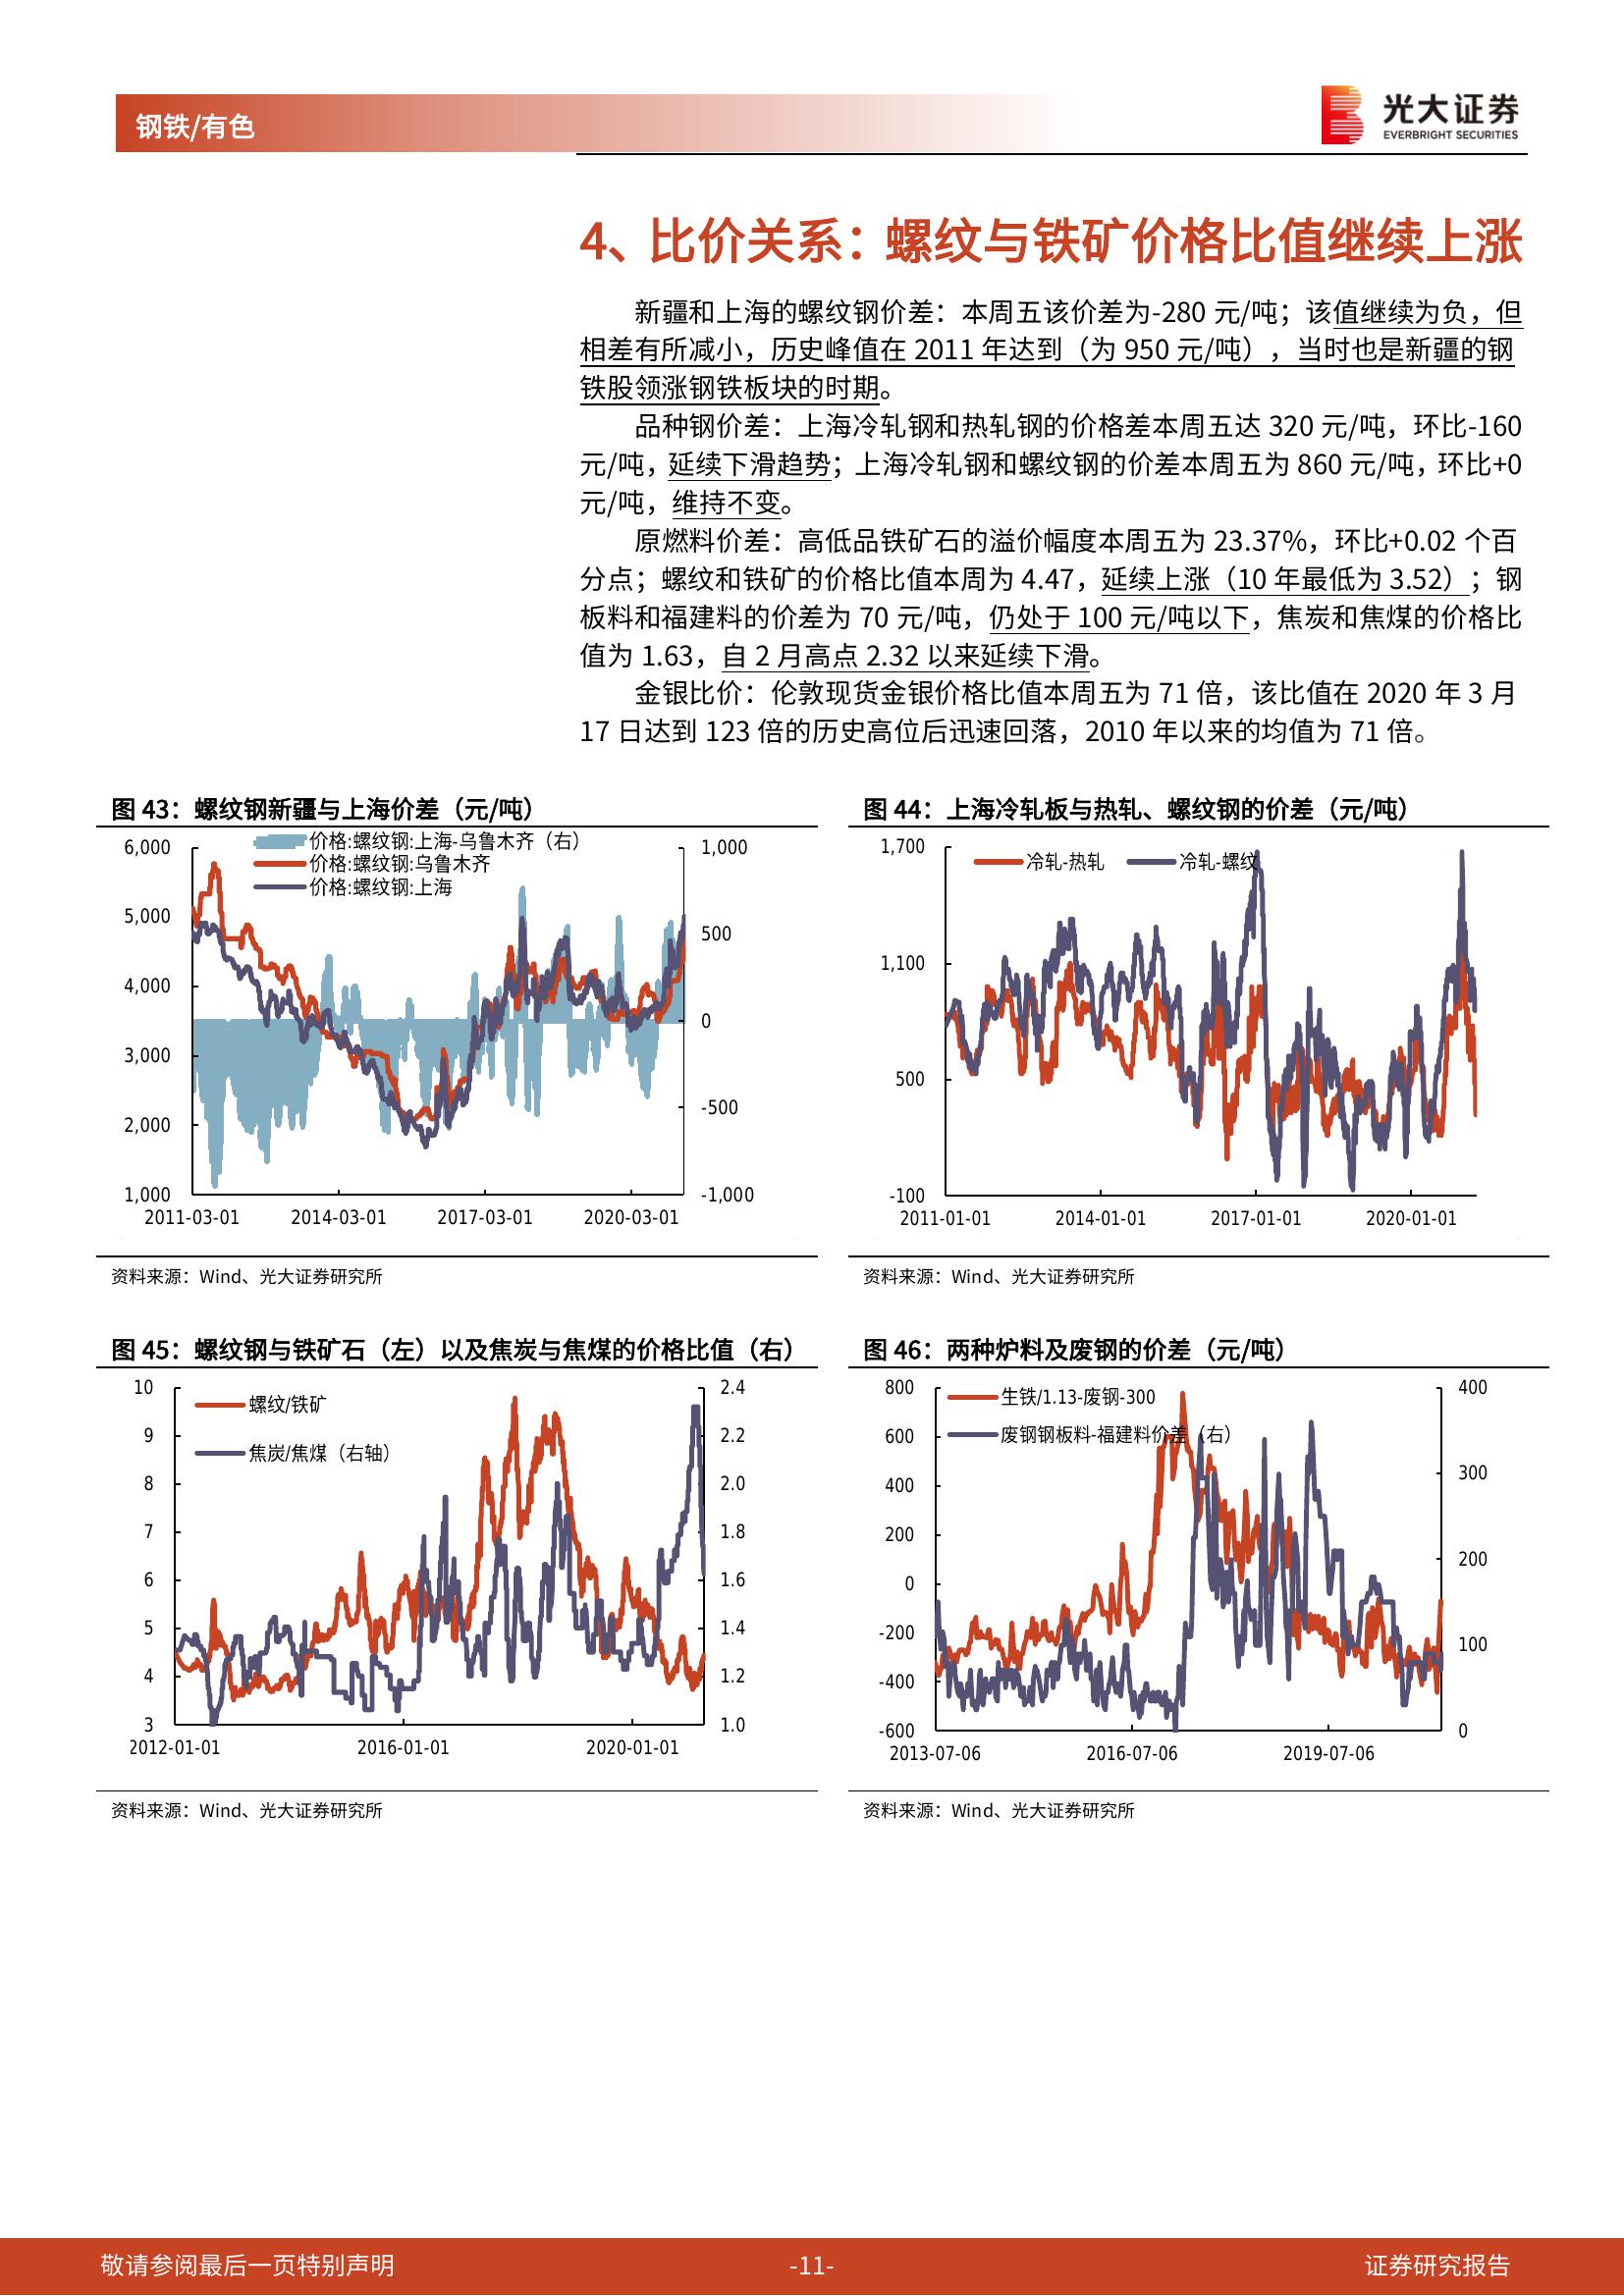 钢铁/有色
光大证券
EVERBRIGHT SECURITIES
4、比价关系：螺纹与铁矿价格比值继续上涨
新疆和上海的螺纹钢价差：本周五该价差为-280 元/吨；该值继续为负，但
相差有所减小，历史峰值在 2011 年达到（为 950 元/吨），当时也是新疆的钢
铁股领涨钢铁板块的时期。
品种钢价差：上海冷轧钢和热轧钢的价格差本周五达 320 元/吨，环比-160
元/吨，延续下滑趋势；上海冷轧钢和螺纹钢的价差本周五为 860 元/吨，环比+0
元/吨，维持不变。
原燃料价差：高低品铁矿石的溢价幅度本周五为 23.37%，环比+0.02 个百
分点；螺纹和铁矿的价格比值本周为 4.47，延续上涨（10 年最低为 3.52）；钢
板料和福建料的价差为 70 元/吨，仍处于 100 元/吨以下，焦炭和焦煤的价格比
值为 1.63，自 2 月高点 2.32 以来延续下滑。
金银比价：伦敦现货金银价格比值本周五为 71 倍，该比值在 2020 年 3 月
17 日达到 123 倍的历史高位后迅速回落，2010 年以来的均值为 71 倍。
图 43：螺纹钢新疆与上海价差（元/吨）
价格:螺纹钢:上海-乌鲁木齐（右）
价格:螺纹钢:乌鲁木齐
价格:螺纹钢:上海
6,000
5,000
4,000
3,000
2,000
1,000
1,000
500
0
-500
-1,000
2011-03-01 2014-03-01 2017-03-01 2020-03-01
资料来源：Wind、光大证券研究所
图 44：上海冷轧板与热轧、螺纹钢的价差（元/吨）
冷轧-热轧 冷轧-螺纹
1,700
1,100
500
-100
2011-01-01 2014-01-01 2017-01-01 2020-01-01
资料来源：Wind、光大证券研究所
图 45：螺纹钢与铁矿石（左）以及焦炭与焦煤的价格比值（右）
螺纹/铁矿
焦炭/焦煤（右轴）
10
9
8
7
6
5
4
3
2.4
2.2
2.0
1.8
1.6
1.4
1.2
1.0
2012-01-01 2016-01-01 2020-01-01
资料来源：Wind、光大证券研究所
图 46：两种炉料及废钢的价差（元/吨）
生铁/1.13-废钢-300
废钢钢板料-福建料价差（右）
800
600
400
200
0
-200
-400
-600
400
300
200
100
0
2013-07-06 2016-07-06 2019-07-06
资料来源：Wind、光大证券研究所
敬请参阅最后一页特别声明
-11-
证券研究报告